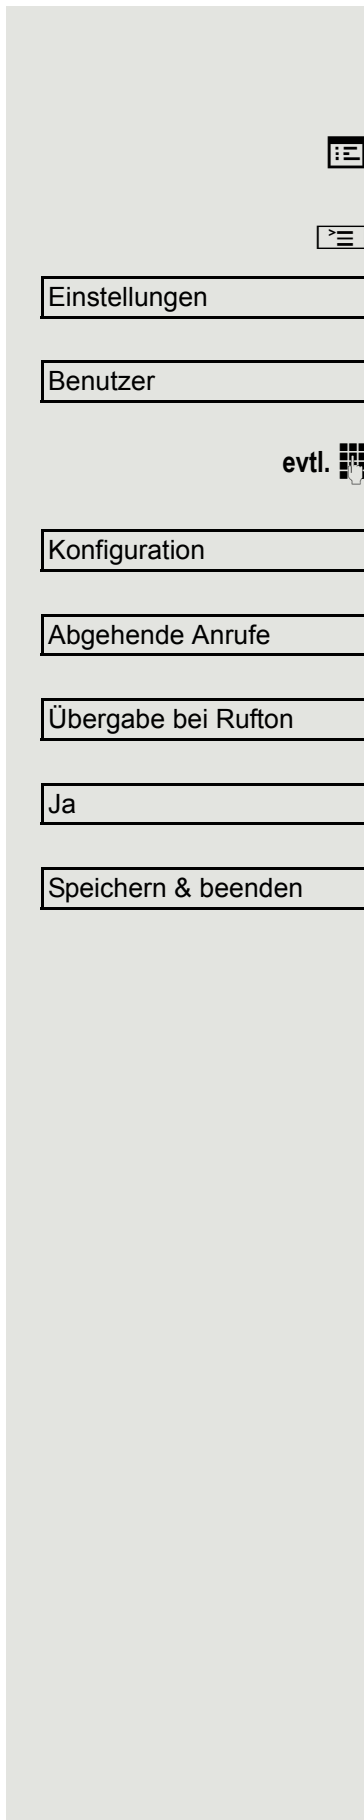 Einstellungen
Benutzer
evtl.
Konfiguration
Abgehende Anrufe
Übergabe bei Rufton
Ja
Speichern & beenden